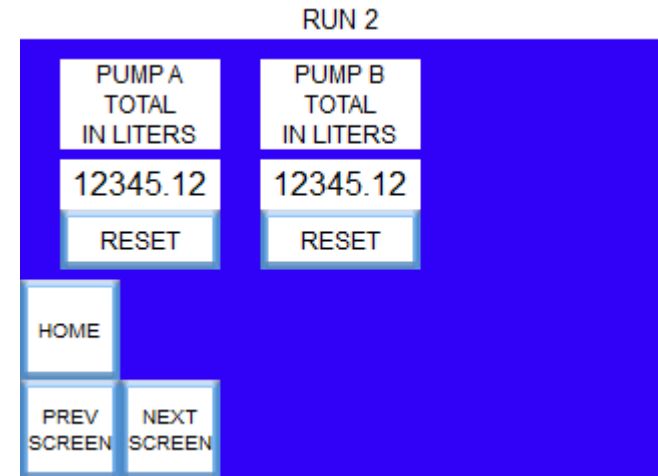 RUN 2
PUMP A
TOTAL
IN LITERS
12345.12
RESET
PUMP B
TOTAL
IN LITERS
12345.12
RESET
HOME
PREV
SCREEN
NEXT
SCREEN